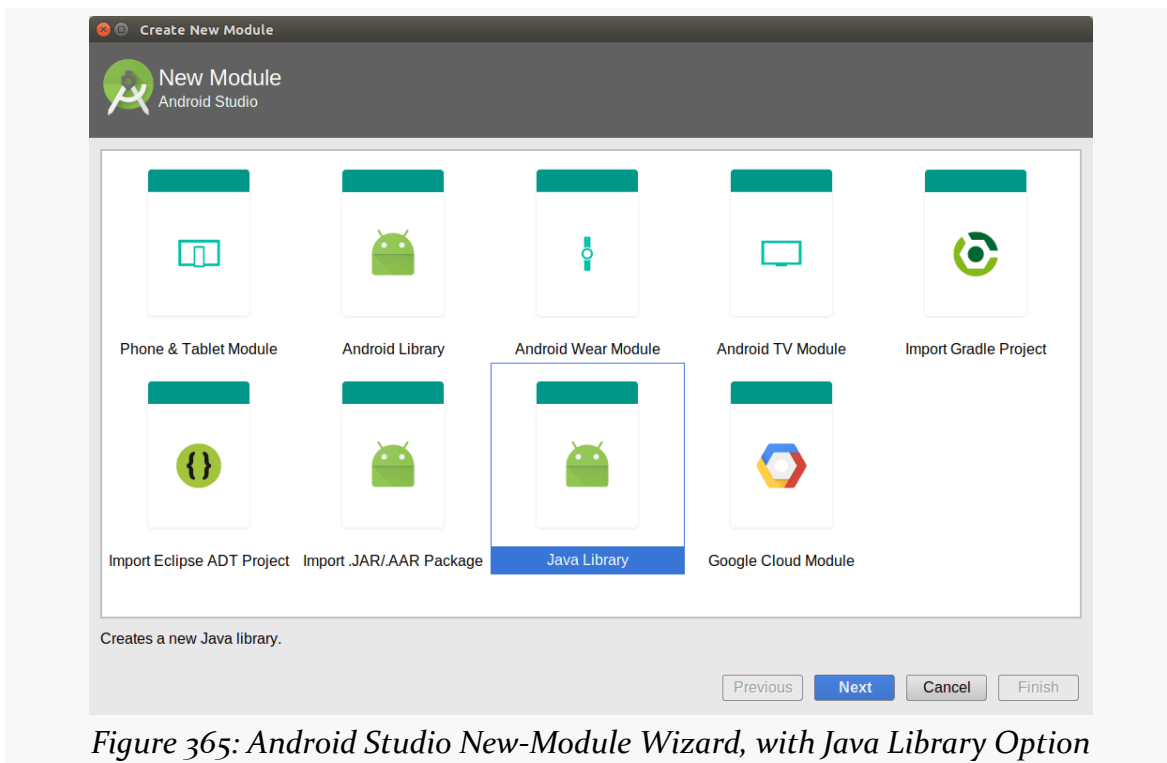 Create New Module
New Module
Android Studio
Phone & Tablet Module
Android Library
Android Wear Module
Android TV Module
Import Gradle Project
{}
Import Eclipse ADT Project
Import .JAR/.AAR Package
Java Library
Google Cloud Module
Creates a new Java library.
Previous
Next
Cancel
Finish
Figure 365: Android Studio New-Module Wizard, with Java Library Option